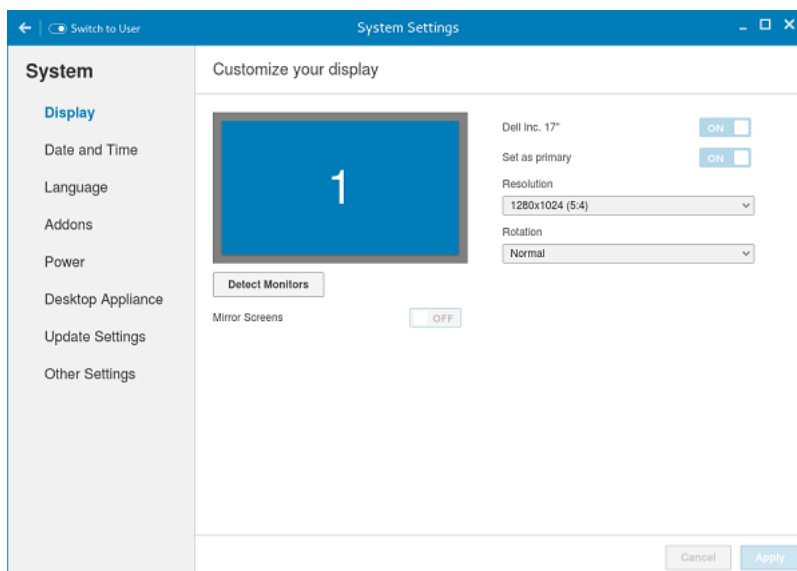 Switch to User
System Settings
System
Display
Date and Time
Language
Addons
Power
Desktop Appliance
Update Settings
Other Settings
Customize your display
1
Detect Monitors
Mirror Screens
OFF
Dell Inc. 17"
ON
Set as primary
ON
Resolution
1280x1024 (5:4)
Rotation
Normal
Cancel
Apply